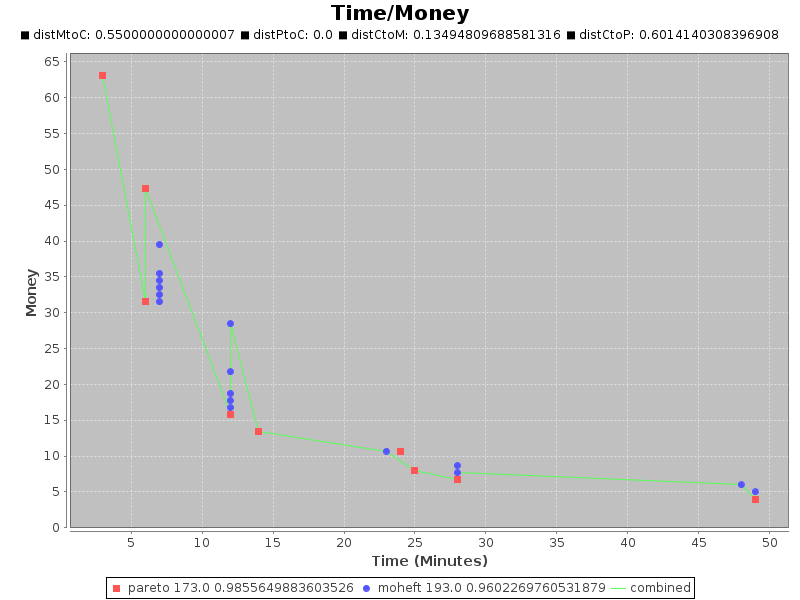 Time/Money
distMtoC: 0.5500000000000007 distPtoC: 0.0 distCtoM: 0.13494809688581316 distCtoP: 0.6014140308396908
65
60
55
50
45
40
35
30
25
20
15
10
5
0
Money
5 10 15 20 25 30 35 40 45 50
Time (Minutes)
pareto 173.0 0.9855649883603526 moheft 193.0 0.9602269760531879 combined